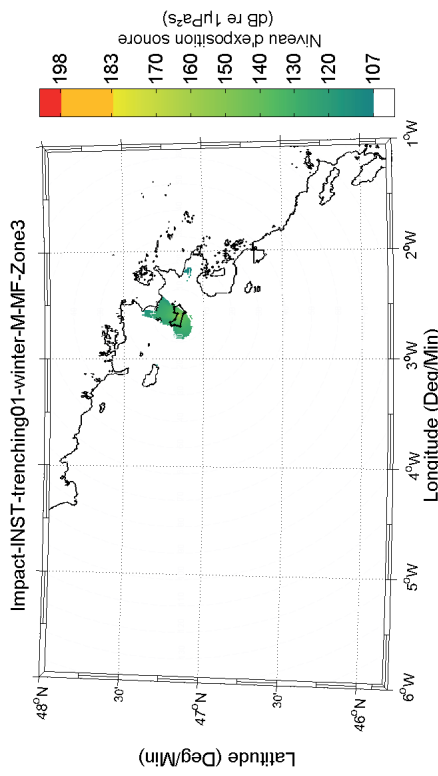 Impact-INST-trenching01-winter-M-MF-Zone3
48°N
30'
47°N
30'
46°N
Latitude (Deg/Min)
6°W
5°W
4°W
3°W
2°W
1°W
Longitude (Deg/Min)
198
183
170
160
150
140
130
120
107
Niveau d'exposition sonore
(dB re 1µPa²s)